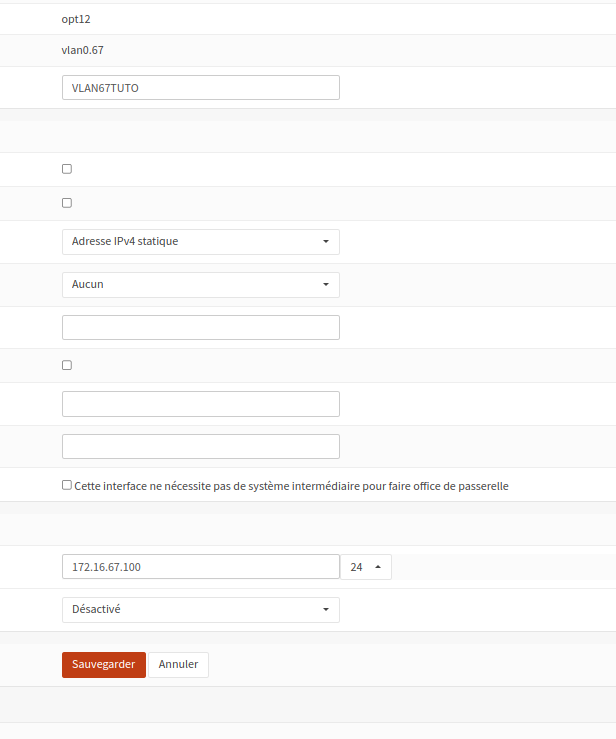 opt12
vlan0.67
VLAN67TUTO
Adresse IPv4 statique
Aucun
Cette interface ne nécessite pas de système intermédiaire pour faire office de passerelle
172.16.67.100 24
Désactivé
Sauvegarder Annuler